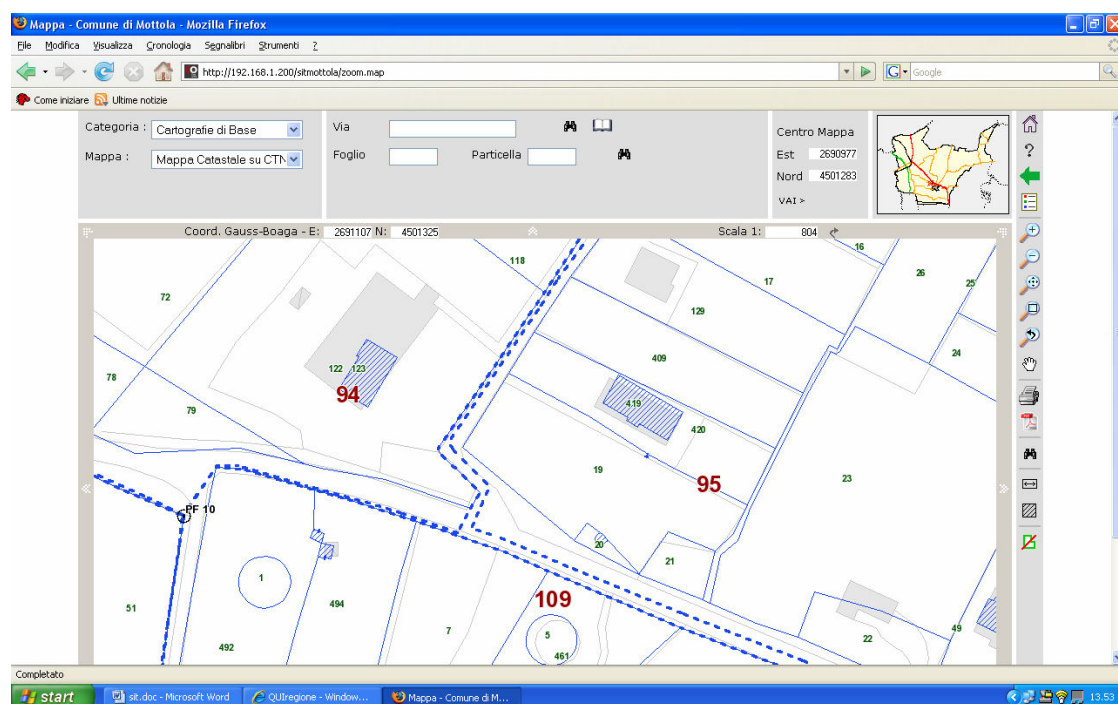 Mappa - Comune di Mottola - Mozilla Firefox
File Modifica Visualizza Cronologia Segnalibri Strumenti ?
http://192.168.1.200/sitmottola/zoom.map
G Google
Come iniziare Ultime notizie
Categoria : Cartografie di Base
Via
Mappa : Mappa Catastale su CTN
Foglio
Particella
Centro Mappa
Est 2690977
Nord 4501283
VAI >
?
Coord. Gauss-Boaga - E: 2691107 N: 4501325
Scala 1: 804
16
118
26
17
25
72
129
24
409
122 123
78
94
79
419
420
19
95
23
PF 10
20
21
1
51
494
109
7
5
22
49
492
461
Completato
start
sit.doc - Microsoft Word
QUIregione - Window...
Mappa - Comune di M...
13.53